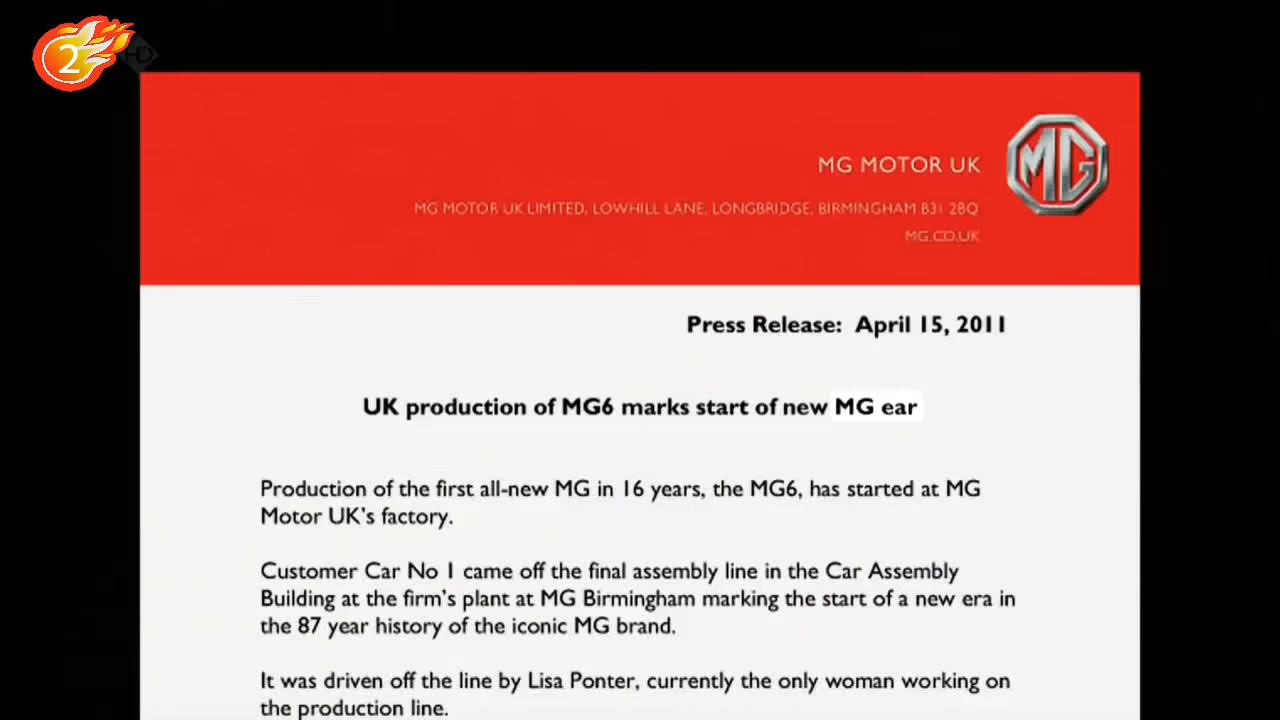 2
HD
MG MOTOR UK
MG
MG MOTOR UK LIMITED, LOWHILL LANE, LONGBRIDGE, BIRMINGHAM B31 2BQ
MG.CO.UK
Press Release: April 15, 2011
UK production of MG6 marks start of new MG ear
Production of the first all-new MG in 16 years, the MG6, has started at MG
Motor UK's factory.
Customer Car No 1 came off the final assembly line in the Car Assembly
Building at the firm's plant at MG Birmingham marking the start of a new era in
the 87 year history of the iconic MG brand.
It was driven off the line by Lisa Ponter, currently the only woman working on
the production line.